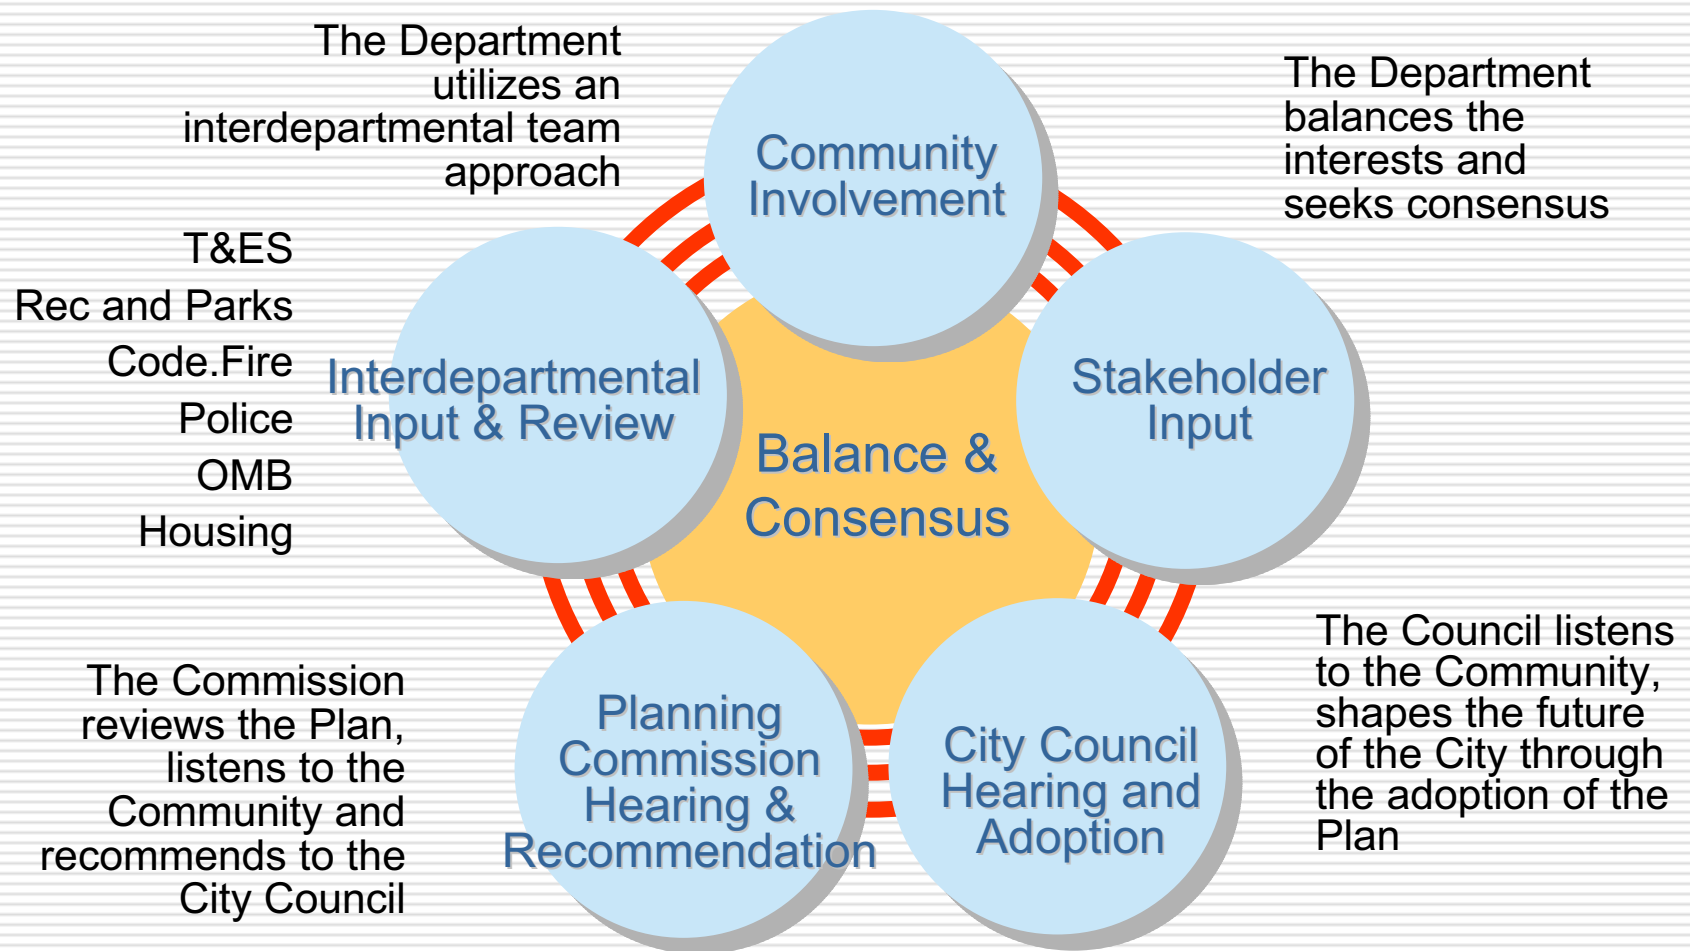 The Department
utilizes an
interdepartmental team
approach
Community
Involvement
The Department
balances the
interests and
seeks consensus
T&ES
Rec and Parks
Code.Fire
Police
OMB
Housing
Interdepartmental
Input & Review
Stakeholder
Input
Balance &
Consensus
The Commission
reviews the Plan,
listens to the
Community and
recommends to the
City Council
Planning
Commission
Hearing &
Recommendation
City Council
Hearing and
Adoption
The Council listens
to the Community,
shapes the future
of the City through
the adoption of the
Plan